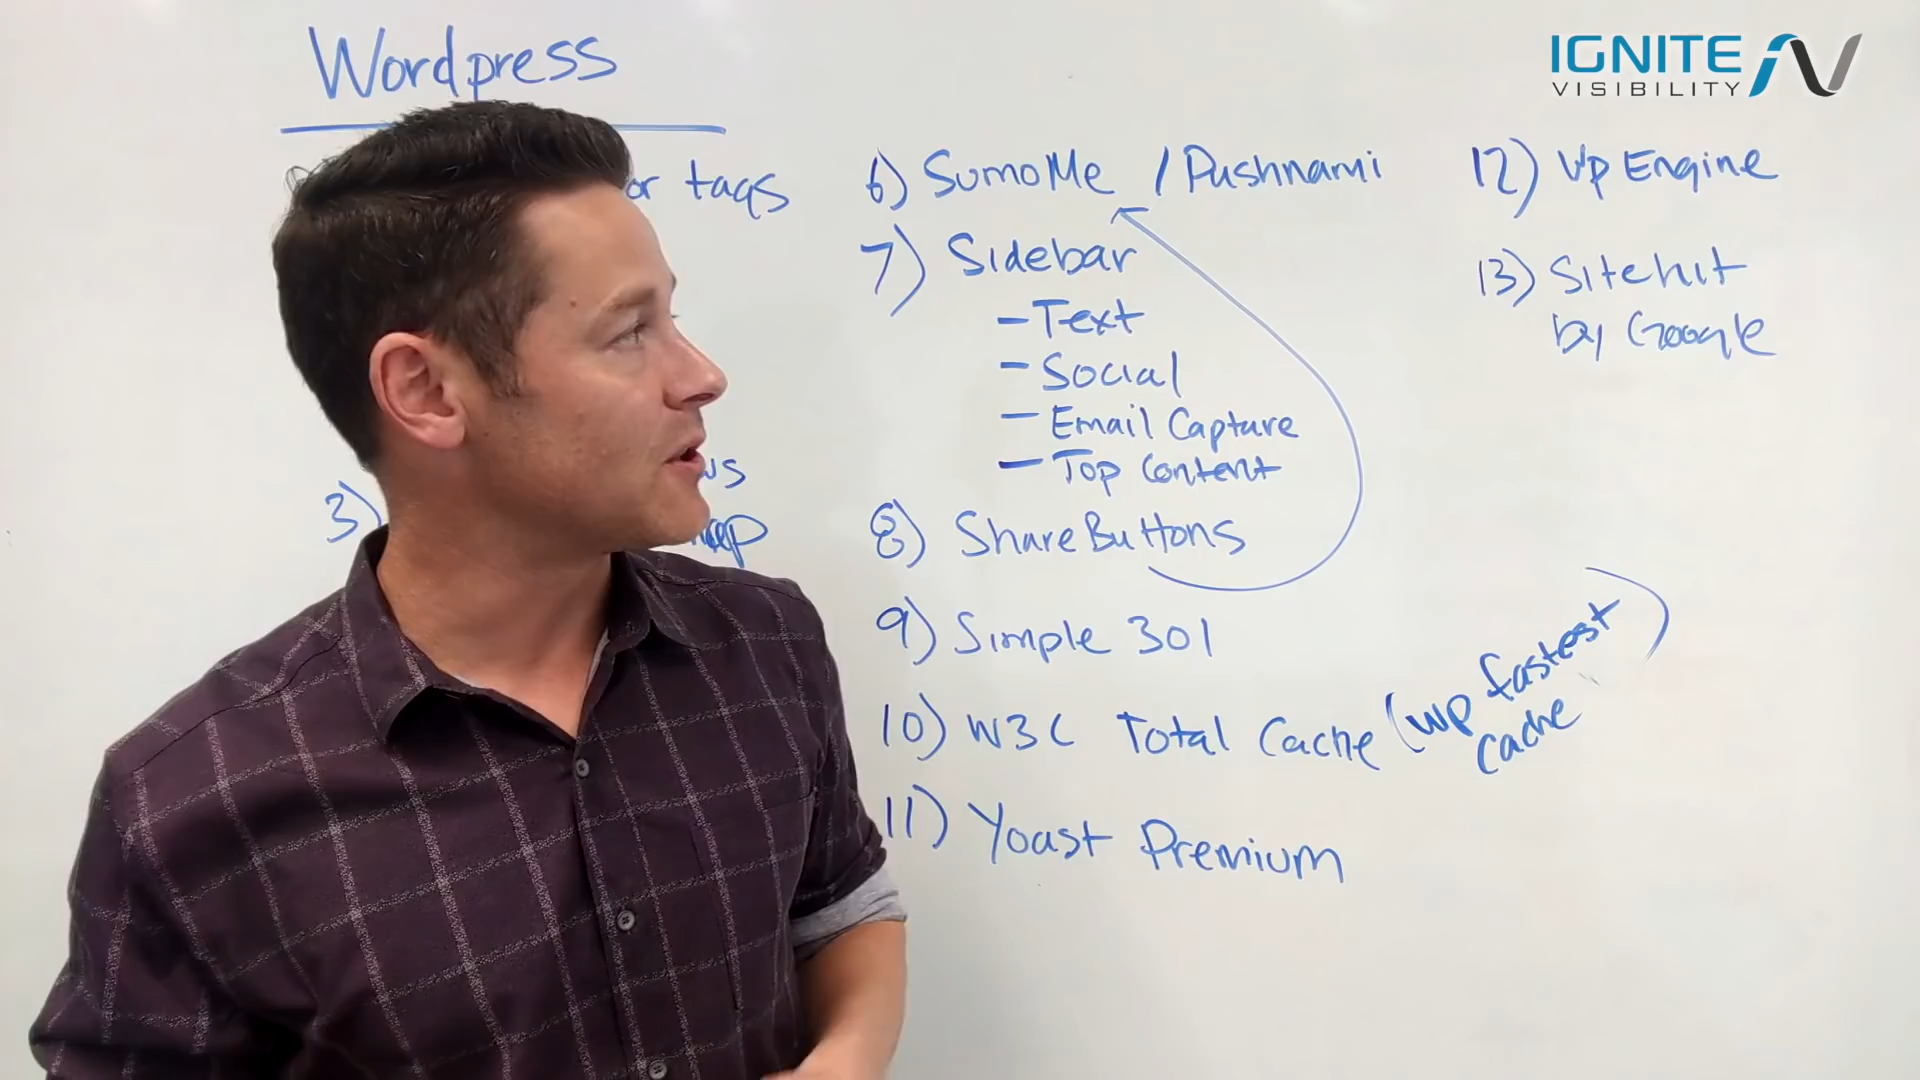 Wordpress
or tags
3)
6) SumoMe / Pushnami
7) Sidebar
- Text
- Social
- Email Capture
- Top Content
8) Share Buttons
9) Simple 301
10) W3C Total Cache (wp fastest cache)
11) Yoast Premium
12) Wp Engine
13) Sitekit
by Google
IGNITE
VISIBILITY